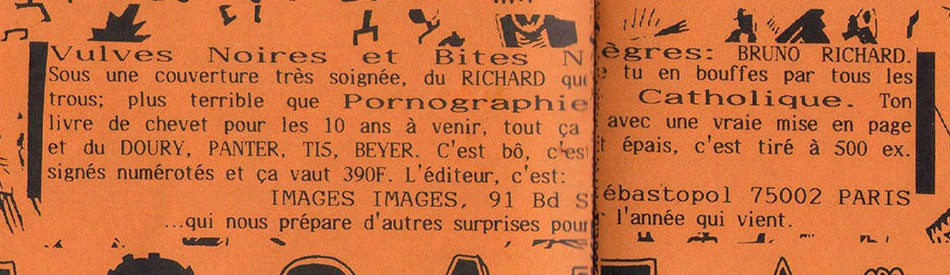 Vulves Noires et Bites Nègres: BRUNO RICHARD.
Sous une couverture très soignée, du RICHARD que tu en bouffes par tous les
trous; plus terrible que Pornographie Catholique. Ton
livre de chevet pour les 10 ans à venir, tout ça avec une vraie mise en page
et du DOURY, PANTER, TI5, BEYER. C'est bô, c'est épais, c'est tiré à 500 ex.
signés numérotés et ça vaut 390F. L'éditeur, c'est:
IMAGES IMAGES, 91 Bd Sébastopol 75002 PARIS
...qui nous prépare d'autres surprises pour l'année qui vient.